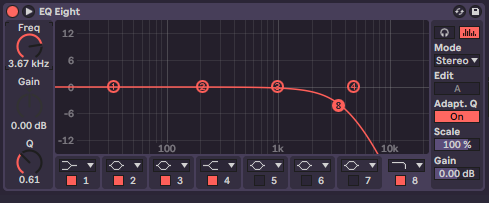 EQ Eight
Freq
3.67 kHz
Gain
0.00 dB
Q
0.61
12
6
0
-6
-12
100
1k
10k
1
2
3
4
8
1
2
3
4
5
6
7
8
Mode
Stereo
Edit
A
Adapt. Q
On
Scale
100 %
Gain
0.00 dB